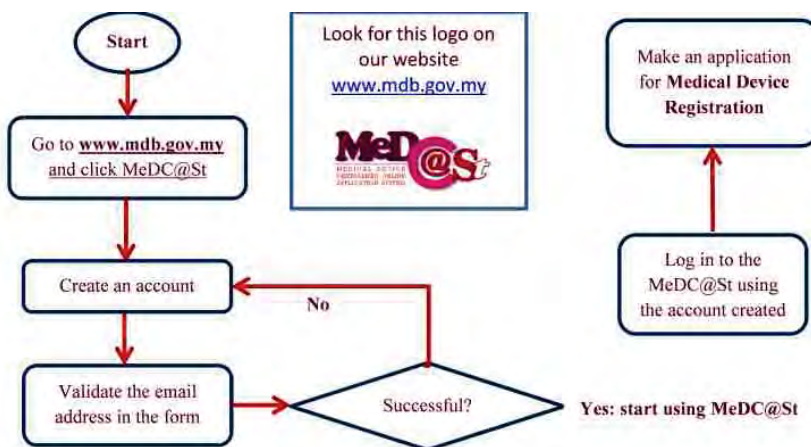 Start
Go to www.mdb.gov.my
and click MeDC@St
Create an account
Validate the email
address in the form
Successful?
No
Yes: start using MeDC@St
Look for this logo on
our website
www.mdb.gov.my
MeDC@St
MEDICAL DEVICE
Log in to the
MeDC@St using
the account created
Make an application
for Medical Device
Registration